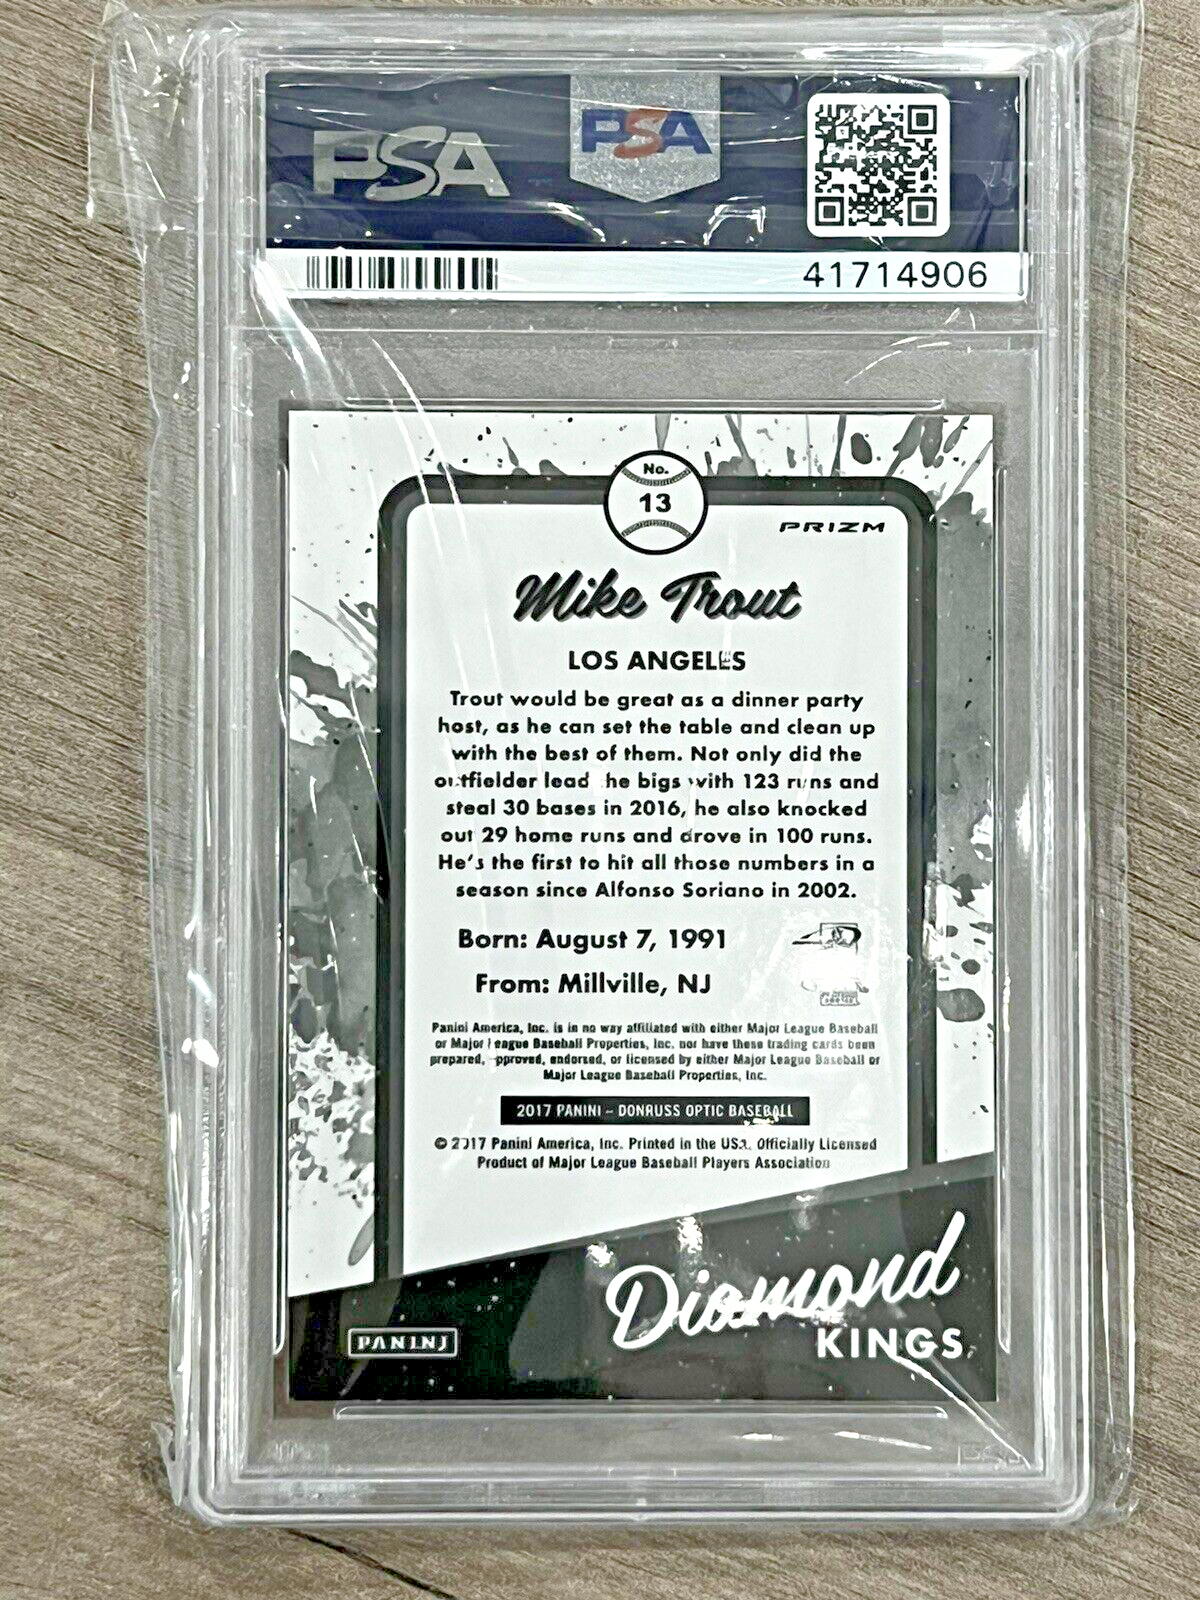 PSA
PSA
41714906
No.
13
PRIZM
Mike Trout
LOS ANGELES
Trout would be great as a dinner party
host, as he can set the table and clean up
with the best of them. Not only did the
outfielder lead the bigs with 123 runs and
steal 30 bases in 2016, he also knocked
out 29 home runs and drove in 100 runs.
He's the first to hit all those numbers in a
season since Alfonso Soriano in 2002.
Born: August 7, 1991
From: Millville, NJ
Panini America, Inc. is in no way affiliated with either Major League Baseball
or Major League Baseball Properties, Inc. nor have these trading cards been
prepared, approved, endorsed, or licensed by either Major League Baseball or
Major League Baseball Properties, Inc.
2017 PANINI – DONRUSS OPTIC BASEBALL
© 2017 Panini America, Inc. Printed in the USA. Officially Licensed
Product of Major League Baseball Players Association
Diamond
KINGS
PANINI